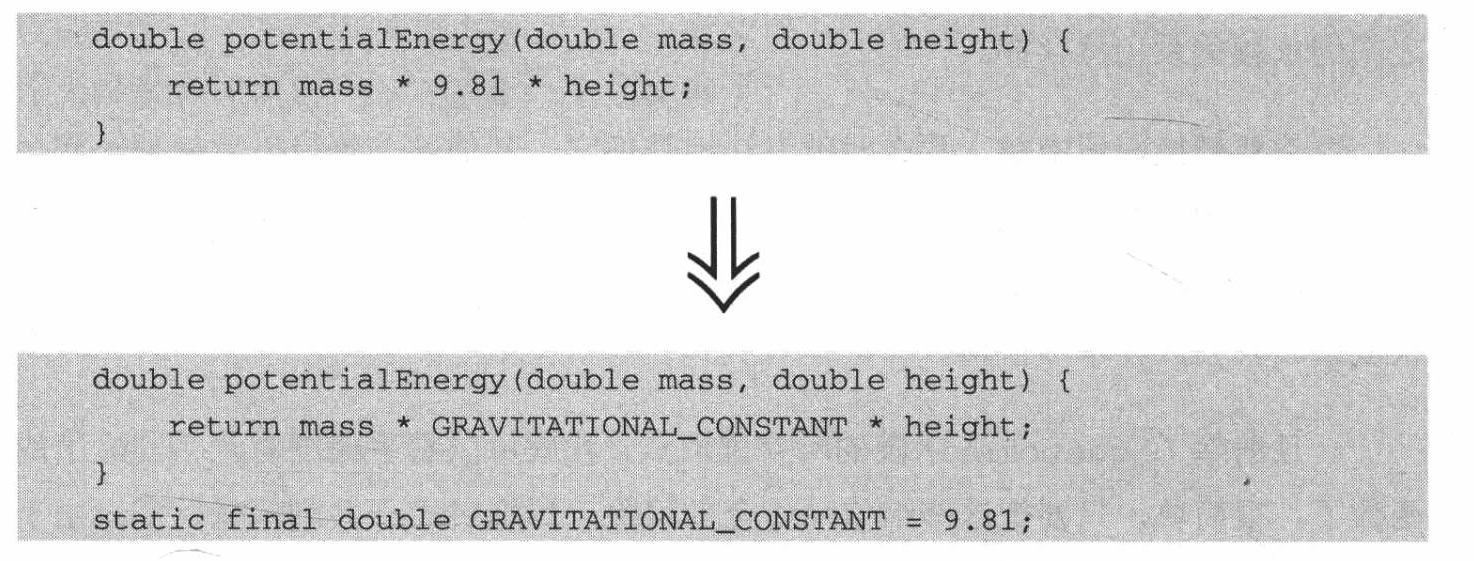 double potentialEnergy(double mass, double height) {
    return mass * 9.81 * height;
}
double potentialEnergy(double mass, double height) {
    return mass * GRAVITATIONAL_CONSTANT * height;
}
static final double GRAVITATIONAL_CONSTANT = 9.81;